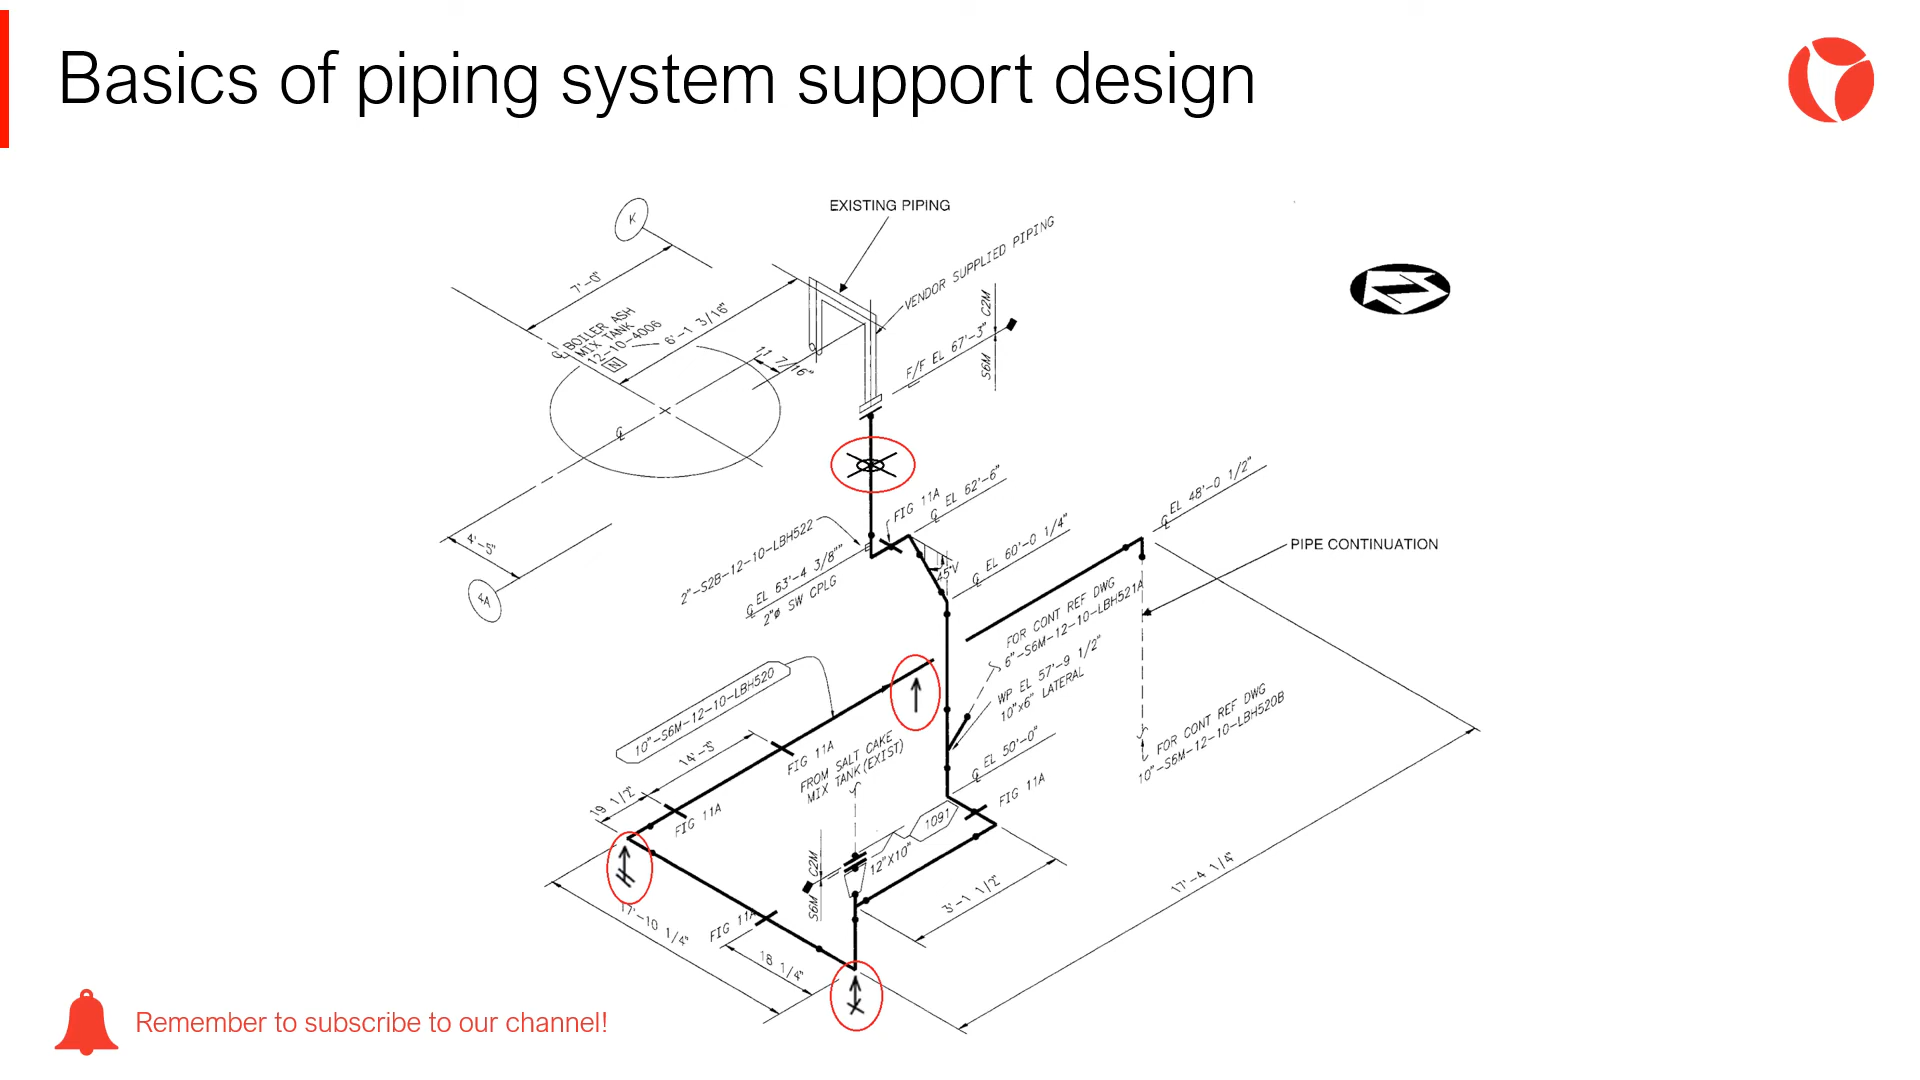 Basics of piping system support design
EXISTING PIPING
K
VENDOR SUPPLIED PIPING
7'-0"
C2M
S6M
F/F EL 67'-3"
℄ BOILER ASH
MIX TANK
12-10-4006
N
6'-1 3/16"
11 7/16"
℄
4'-5"
4A
FIG 11A
℄ EL 62'-6"
℄ EL 48'-0 1/2"
2"-S2B-12-10-LBH522
℄ EL 63'-4 3/8""
2"ø SW CPLG
45°V
℄ EL 60'-0 1/4"
PIPE CONTINUATION
FOR CONT REF DWG
6"-S6M-12-10-LBH521A
WP EL 57'-9 1/2"
10"x6" LATERAL
10"-S6M-12-10-LBH520
FOR CONT REF DWG
10"-S6M-12-10-LBH520B
14'-3"
FIG 11A
FROM SALT CAKE
MIX TANK(EXIST)
℄ EL 50'-0"
FIG 11A
19 1/2"
FIG 11A
1091
12"X10"
C2M
S6M
3'-1 1/2"
17'-4 1/4"
17'-10 1/4"
FIG 11A
18 1/4"
Remember to subscribe to our channel!